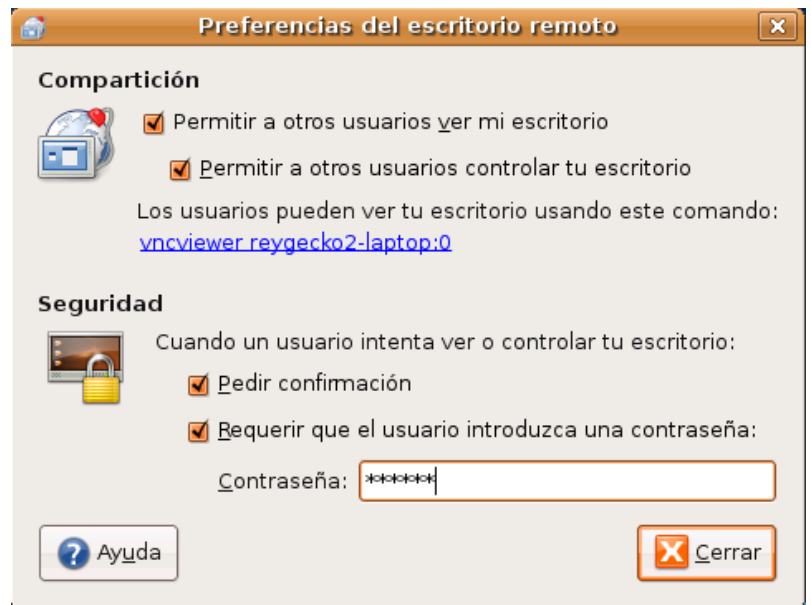 Preferencias del escritorio remoto
Compartición
Permitir a otros usuarios ver mi escritorio
Permitir a otros usuarios controlar tu escritorio
Los usuarios pueden ver tu escritorio usando este comando:
vncviewer reygecko2-laptop:0
Seguridad
Cuando un usuario intenta ver o controlar tu escritorio:
Pedir confirmación
Requerir que el usuario introduzca una contraseña:
Contraseña: ******
Ayuda
Cerrar